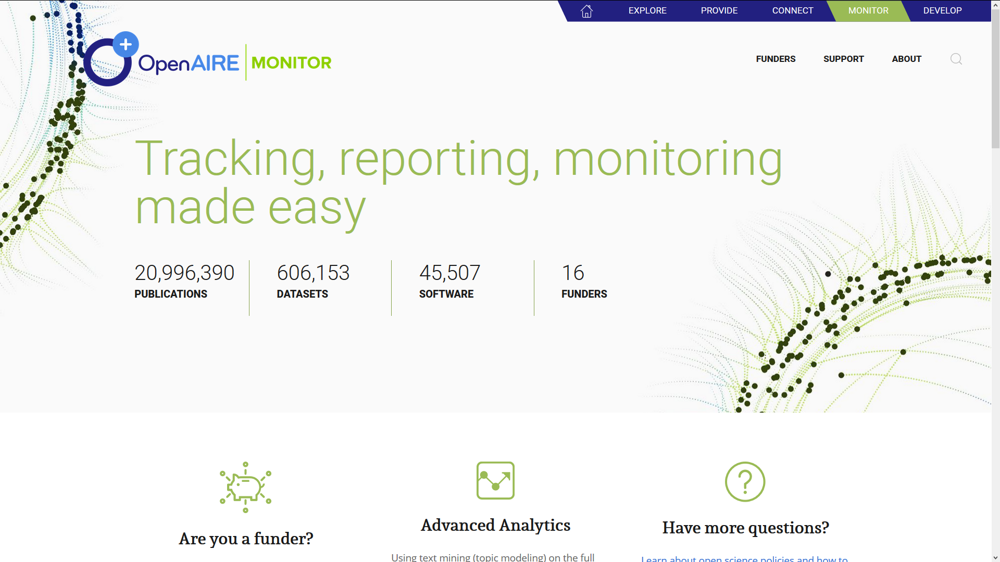 EXPLORE PROVIDE CONNECT MONITOR DEVELOP
OpenAIRE MONITOR
FUNDERS SUPPORT ABOUT
Tracking, reporting, monitoring
made easy
20,996,390 606,153 45,507 16
PUBLICATIONS DATASETS SOFTWARE FUNDERS
Are you a funder?
Advanced Analytics
Using text mining (topic modeling) on the full
Have more questions?
Learn about open science policies and how to